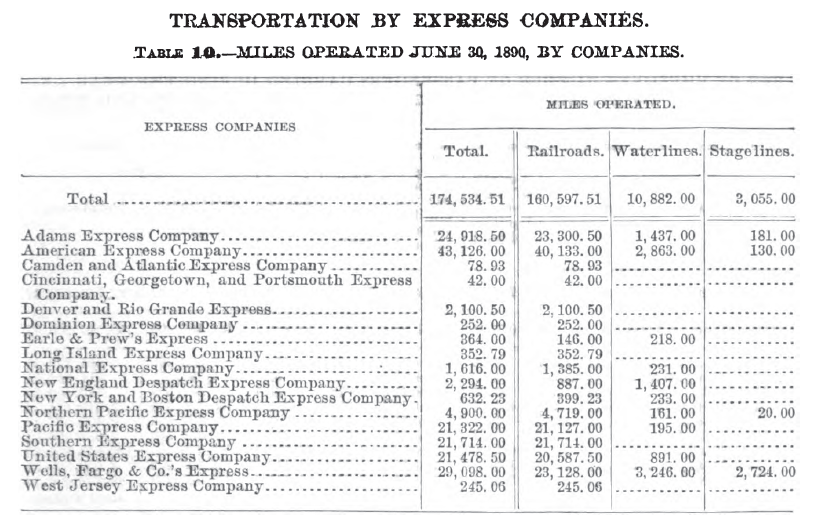 TRANSPORTATION BY EXPRESS COMPANIES.
TABLE 10.—MILES OPERATED JUNE 30, 1890, BY COMPANIES.
EXPRESS COMPANIES
MILES OPERATED.
Total. Railroads. Waterlines. Stagelines.
Total 174,534.51 160,597.51 10,882.00 3,055.00
Adams Express Company 24,918.50 23,300.50 1,437.00 181.00
American Express Company 43,126.00 40,133.00 2,863.00 130.00
Camden and Atlantic Express Company 78.93 78.93
Cincinnati, Georgetown, and Portsmouth Express 42.00 42.00
Company.
Denver and Rio Grande Express 2,100.50 2,100.50
Dominion Express Company 252.00 252.00
Earle & Prew's Express 364.00 146.00 218.00
Long Island Express Company 352.79 352.79
National Express Company 1,616.00 1,385.00 231.00
New England Despatch Express Company 2,294.00 887.00 1,407.00
New York and Boston Despatch Express Company. 632.23 399.23 233.00
Northern Pacific Express Company 4,900.00 4,719.00 161.00 20.00
Pacific Express Company 21,322.00 21,127.00 195.00
Southern Express Company 21,714.00 21,714.00
United States Express Company 21,478.50 20,587.50 891.00
Wells, Fargo & Co.'s Express 29,098.00 23,128.00 3,246.00 2,724.00
West Jersey Express Company 245.06 245.06